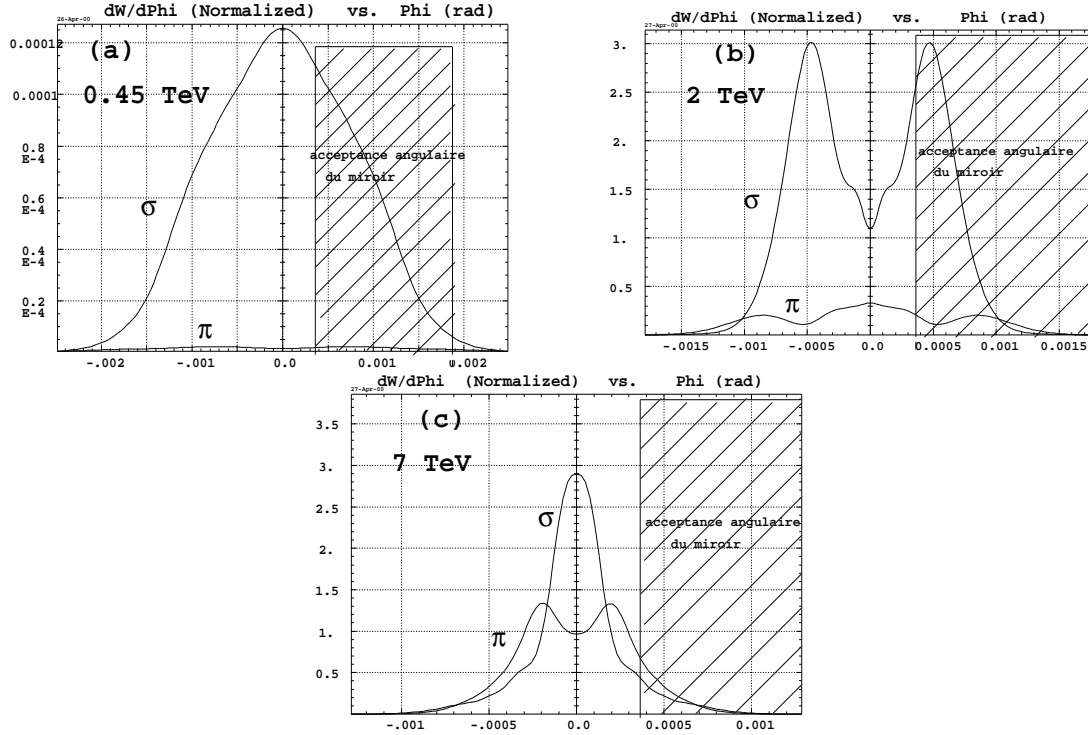 dW/dPhi (Normalized) vs. Phi (rad)
26-Apr-00
(a)
0.45 TeV
0.00012
0.0001
0.8
E-4
0.6
E-4
0.4
E-4
0.2
E-4
acceptance angulaire
du miroir
σ
π
-.002 -.001 0.0 0.001 0.002
dW/dPhi (Normalized) vs. Phi (rad)
27-Apr-00
(b)
2 TeV
3.
2.5
2.
1.5
1.
0.5
acceptance angulaire
du miroir
σ
π
-.0015 -.001 -.0005 0.0 0.0005 0.001 0.0015
dW/dPhi (Normalized) vs. Phi (rad)
27-Apr-00
(c)
7 TeV
3.5
3.
2.5
2.
1.5
1.
0.5
σ
π
acceptance angulaire
du miroir
-.001 -.0005 0.0 0.0005 0.001